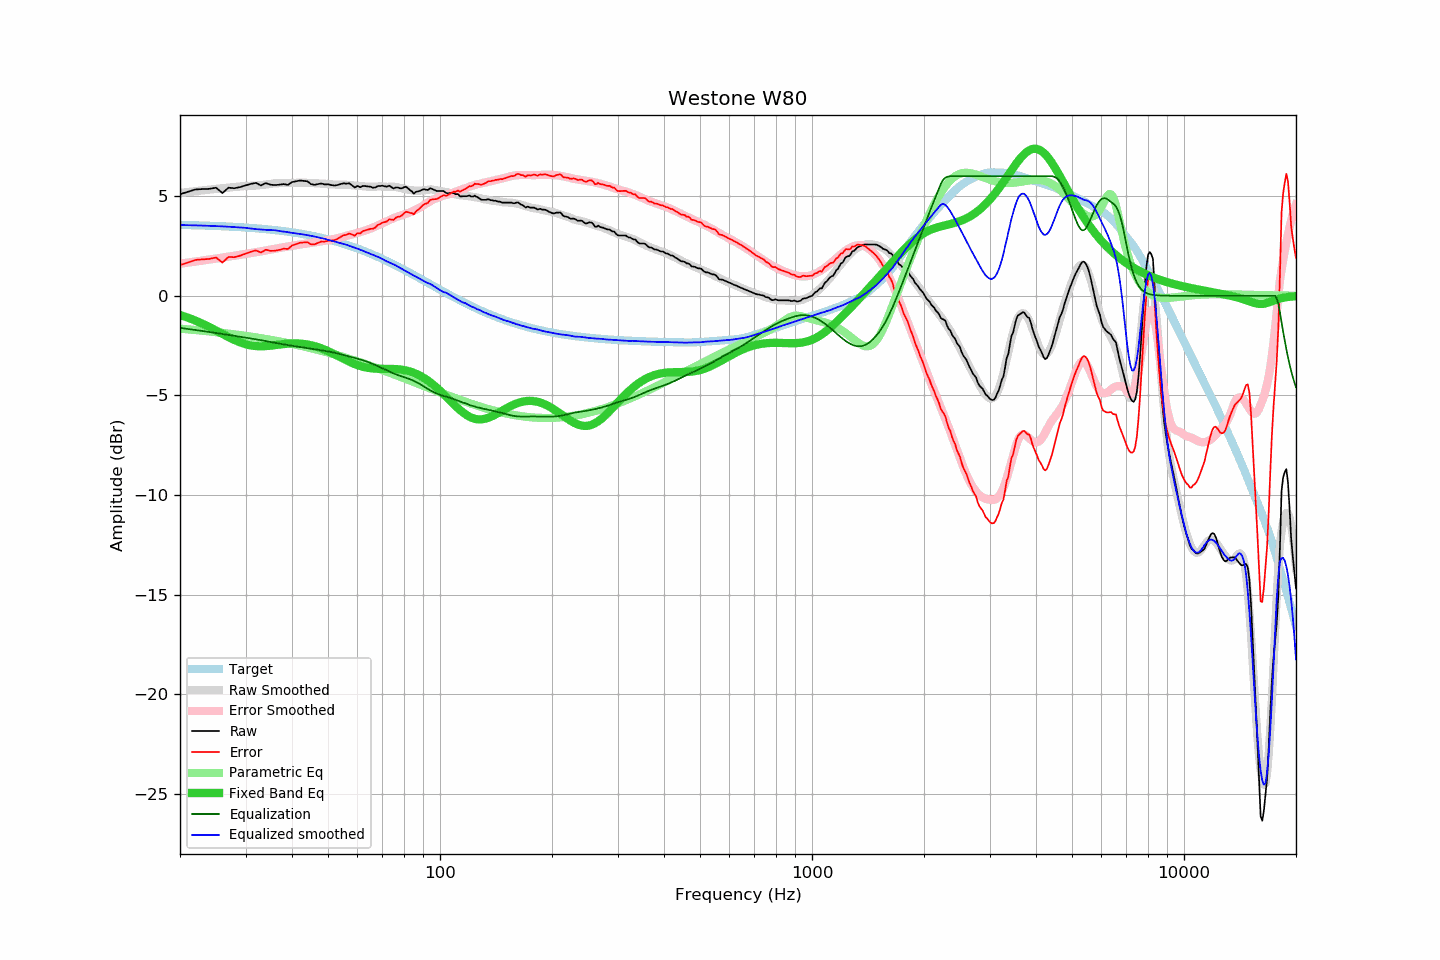 Westone W80
5
0
−5
−10
−15
−20
−25
Amplitude (dBr)
Target
Raw Smoothed
Error Smoothed
Raw
Error
Parametric Eq
Fixed Band Eq
Equalization
Equalized smoothed
100
1000
10000
Frequency (Hz)